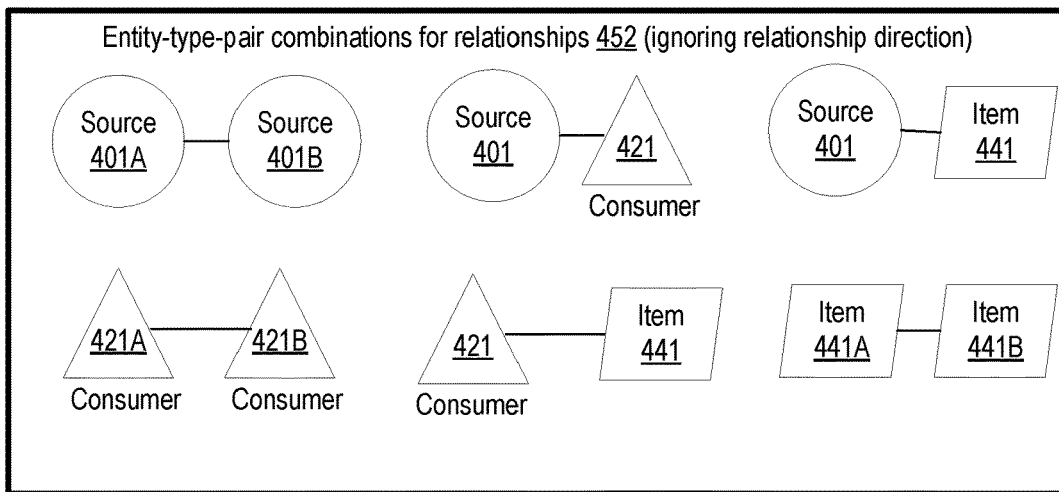 Entity-type-pair combinations for relationships 452 (ignoring relationship direction)
Source
401A
Source
401B
Source
401
421
Consumer
Source
401
Item
441
421A
Consumer
421B
Consumer
421
Consumer
Item
441
Item
441A
Item
441B